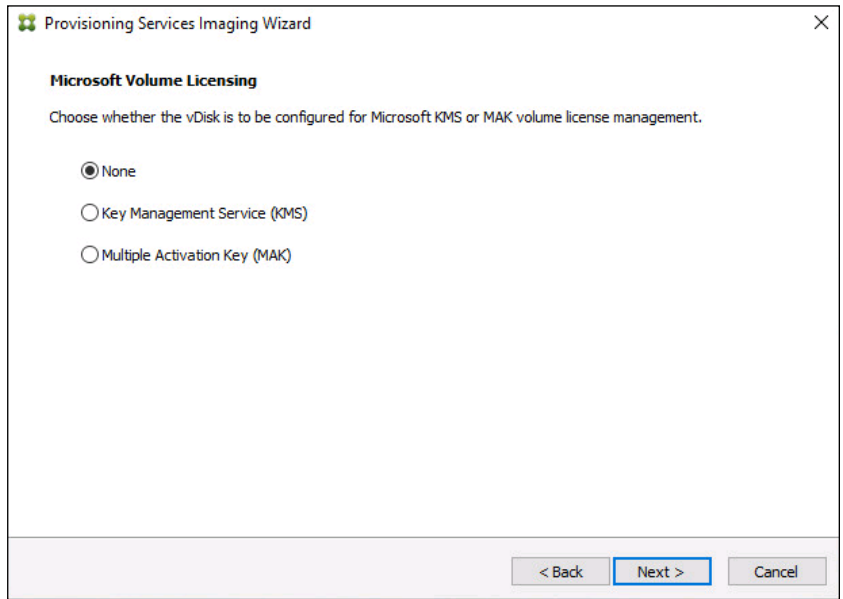 Provisioning Services Imaging Wizard
Microsoft Volume Licensing
Choose whether the vDisk is to be configured for Microsoft KMS or MAK volume license management.
None
Key Management Service (KMS)
Multiple Activation Key (MAK)
< Back Next > Cancel